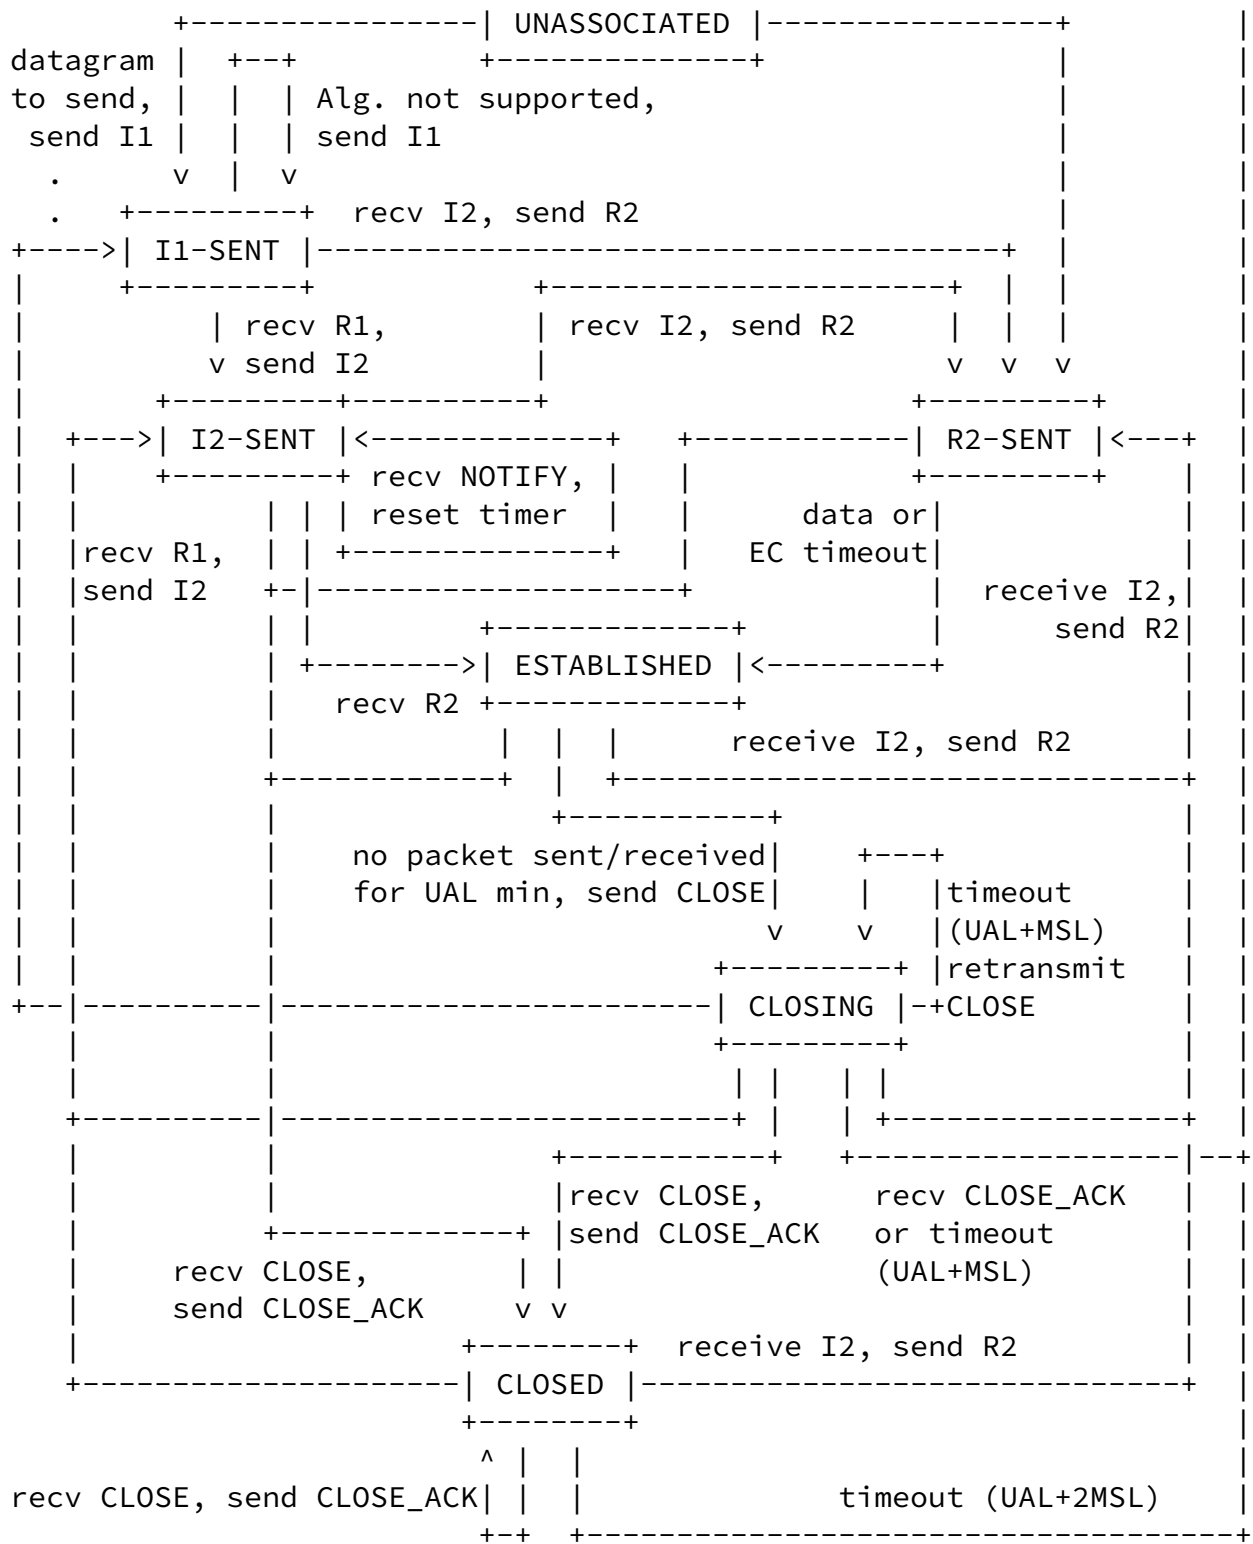 UNASSOCIATED
datagram
to send, Alg. not supported,
send I1 send I1
recv I2, send R2
I1-SENT
recv R1, recv I2, send R2
send I2
I2-SENT R2-SENT
recv NOTIFY,
reset timer data or
recv R1, EC timeout
send I2 receive I2,
send R2
ESTABLISHED
recv R2
receive I2, send R2
no packet sent/received
for UAL min, send CLOSE timeout
(UAL+MSL)
retransmit
CLOSING CLOSE
recv CLOSE, recv CLOSE_ACK
send CLOSE_ACK or timeout
recv CLOSE, (UAL+MSL)
send CLOSE_ACK
receive I2, send R2
CLOSED
recv CLOSE, send CLOSE_ACK timeout (UAL+2MSL)